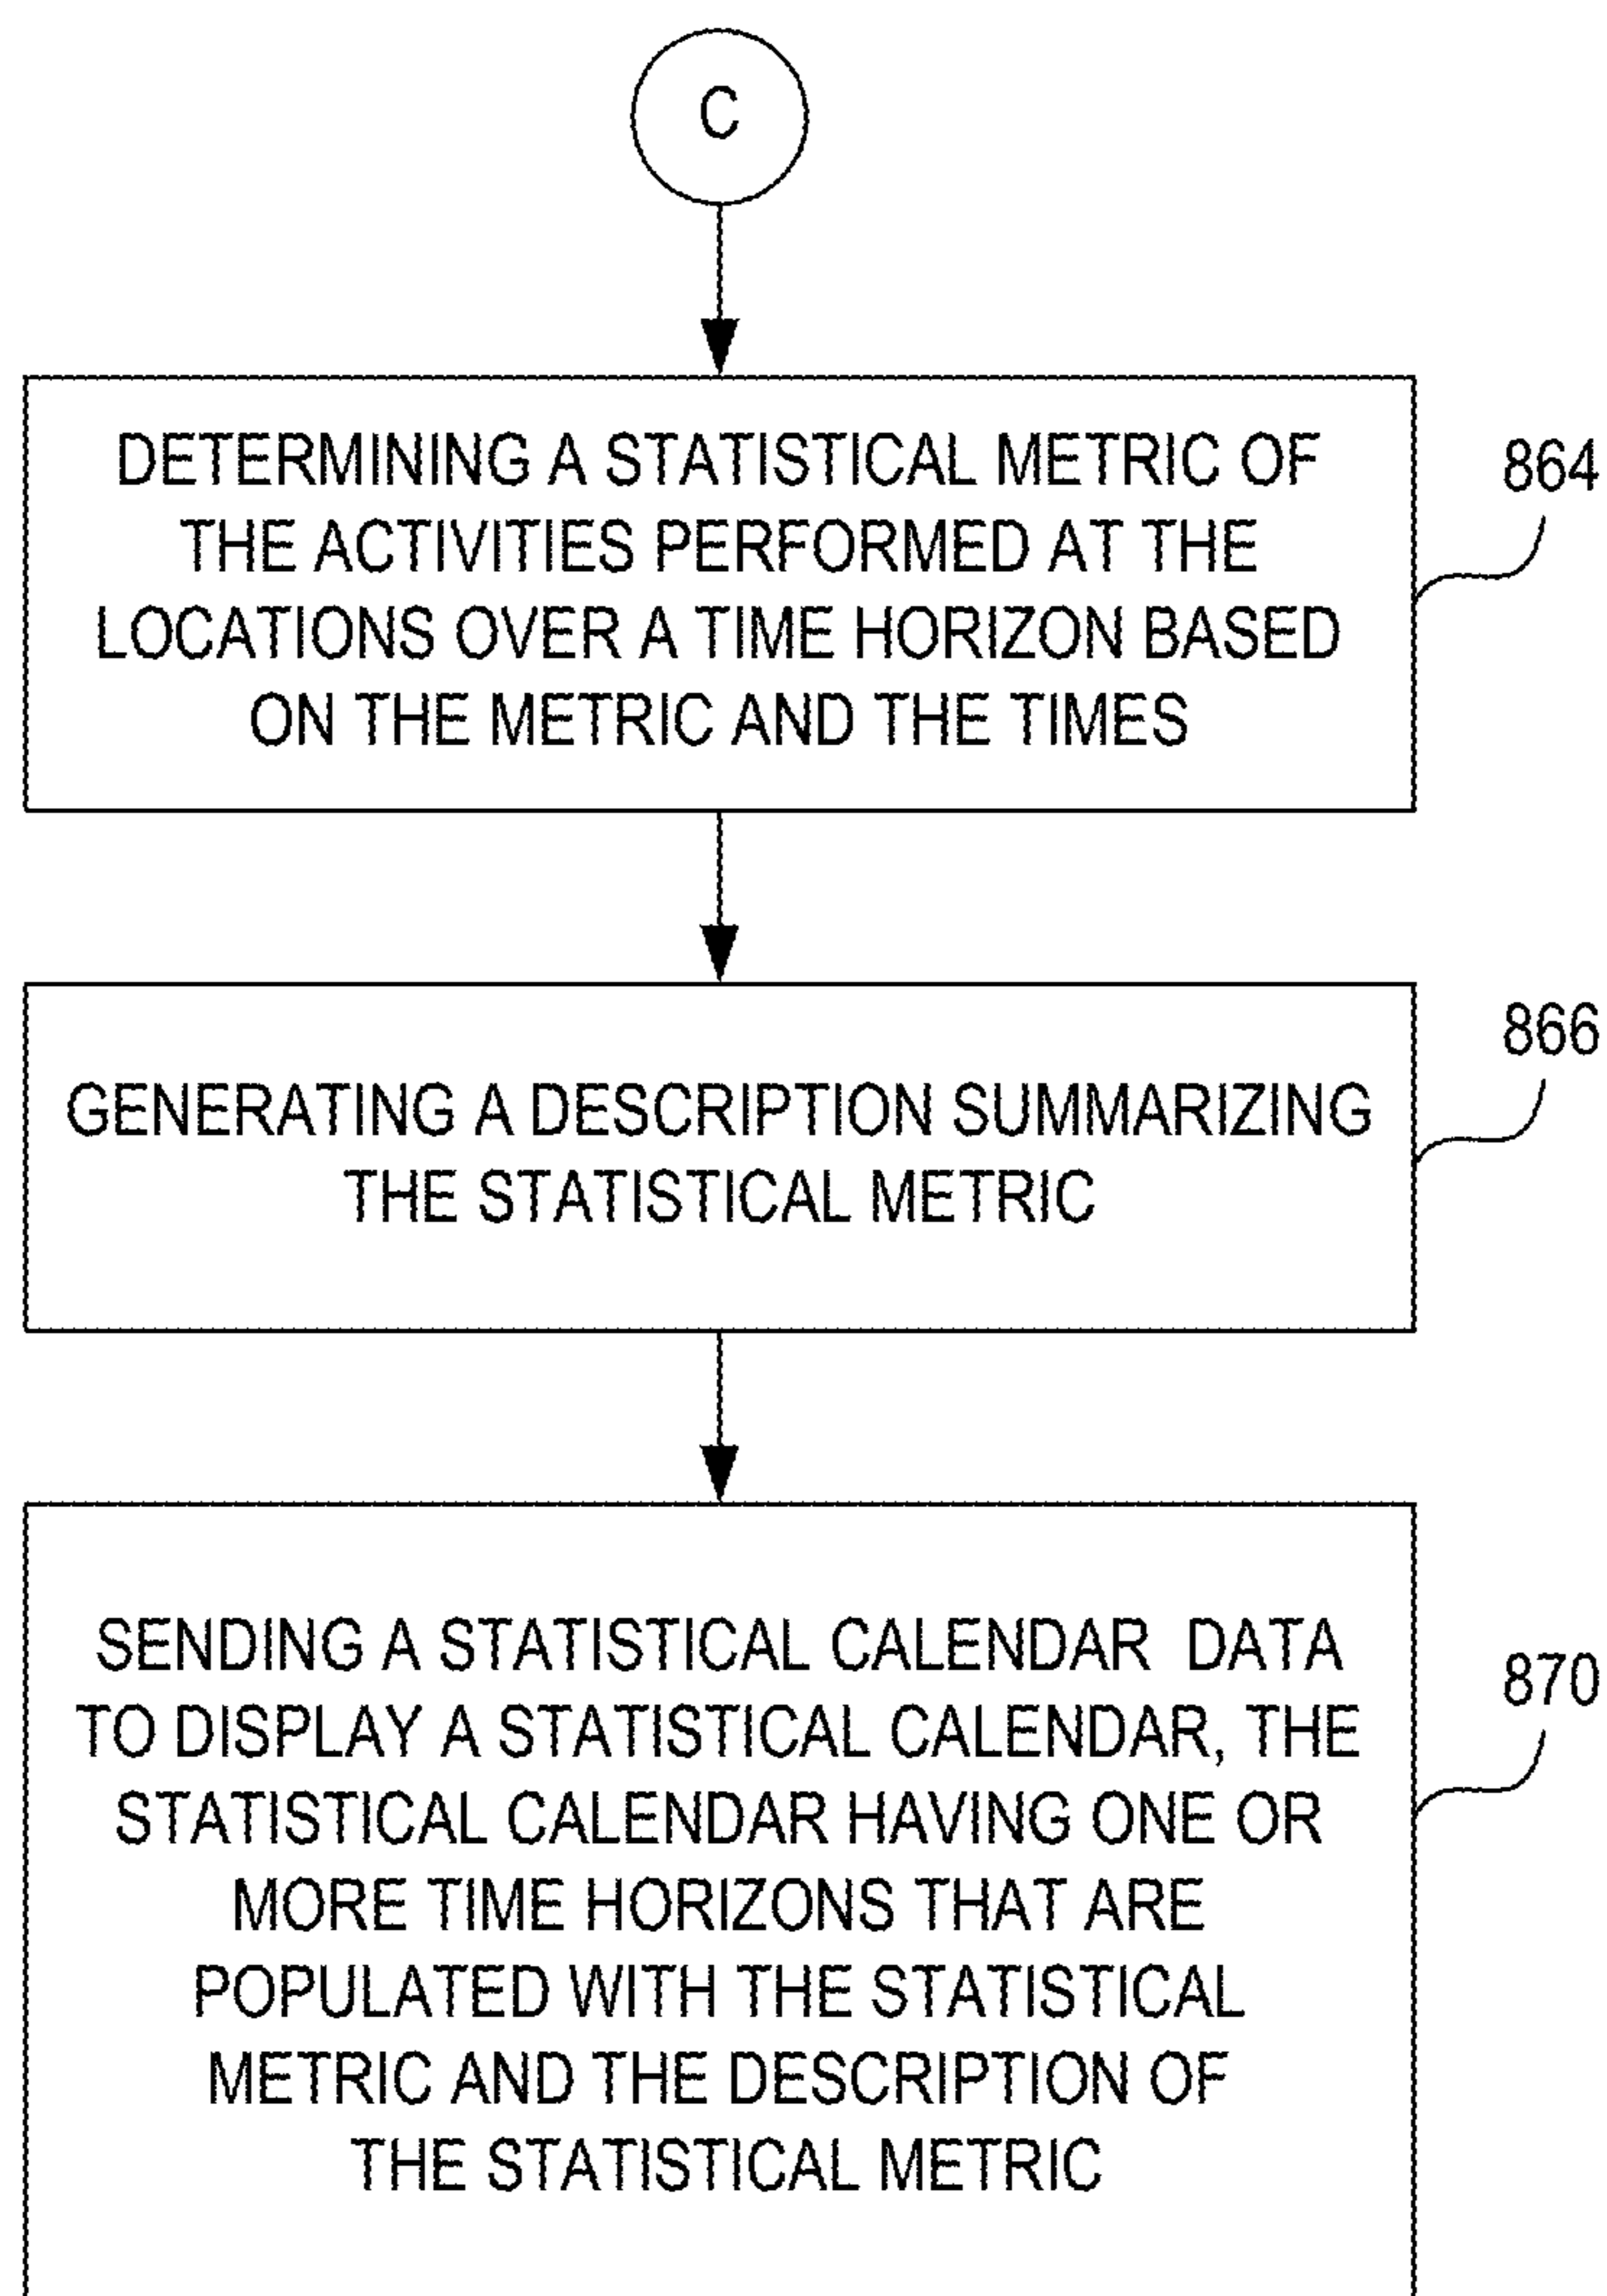 C
DETERMINING A STATISTICAL METRIC OF
THE ACTIVITIES PERFORMED AT THE
LOCATIONS OVER A TIME HORIZON BASED
ON THE METRIC AND THE TIMES
864
GENERATING A DESCRIPTION SUMMARIZING
THE STATISTICAL METRIC
866
SENDING A STATISTICAL CALENDAR DATA
TO DISPLAY A STATISTICAL CALENDAR, THE
STATISTICAL CALENDAR HAVING ONE OR
MORE TIME HORIZONS THAT ARE
POPULATED WITH THE STATISTICAL
METRIC AND THE DESCRIPTION OF
THE STATISTICAL METRIC
870